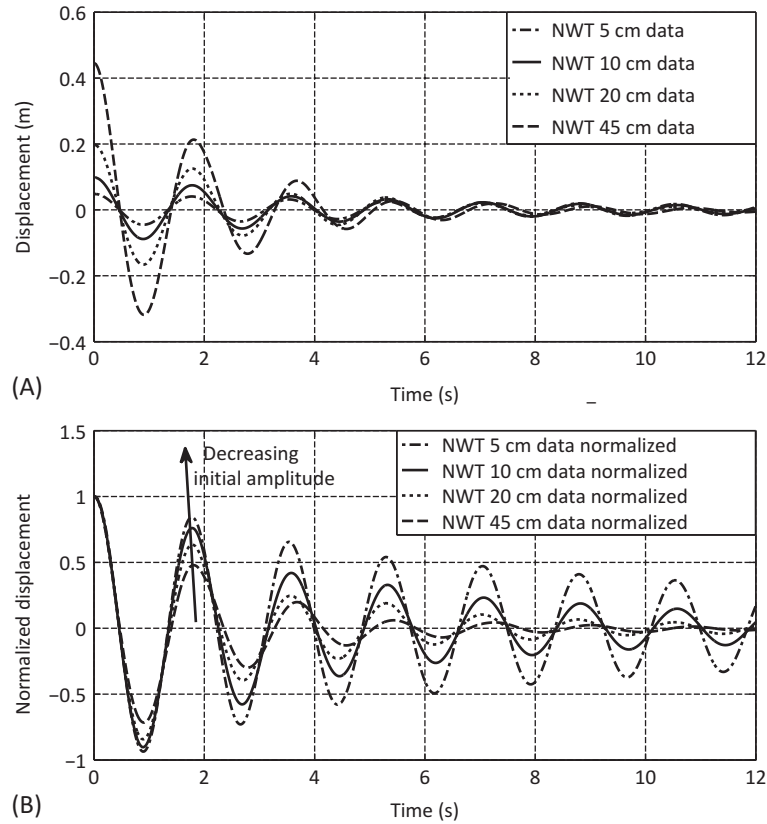 0.6
0.4
0.2
0
−0.2
−0.4
Displacement (m)
NWT 5 cm data
NWT 10 cm data
NWT 20 cm data
NWT 45 cm data
0 2 4 6 8 10 12
Time (s)
(A)
1.5
1
0.5
0
−0.5
−1
Normalized displacement
Decreasing
initial amplitude
NWT 5 cm data normalized
NWT 10 cm data normalized
NWT 20 cm data normalized
NWT 45 cm data normalized
0 2 4 6 8 10 12
Time (s)
(B)